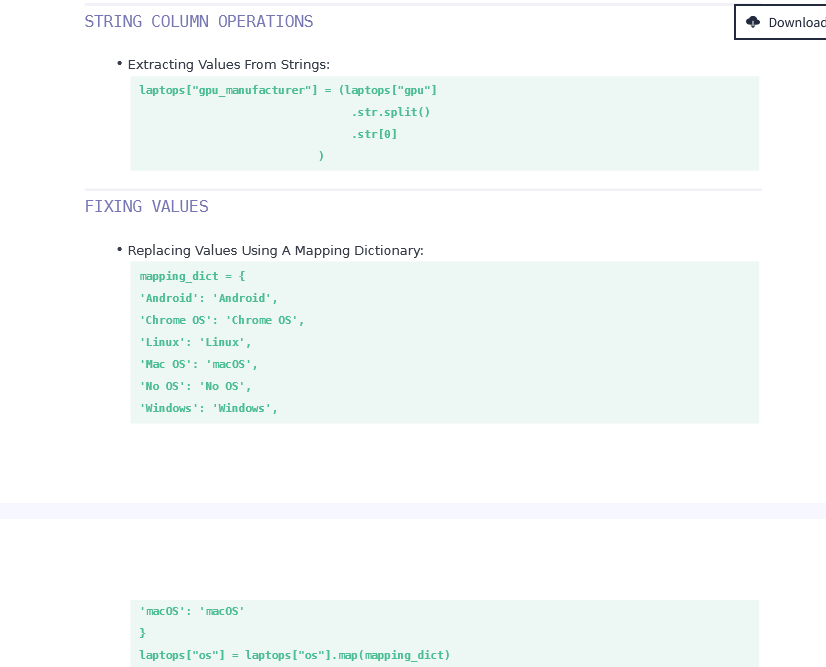 STRING COLUMN OPERATIONS
Download
• Extracting Values From Strings:
laptops["gpu_manufacturer"] = (laptops["gpu"]
.str.split()
.str[0]
)
FIXING VALUES
• Replacing Values Using A Mapping Dictionary:
mapping_dict = {
'Android': 'Android',
'Chrome OS': 'Chrome OS',
'Linux': 'Linux',
'Mac OS': 'macOS',
'No OS': 'No OS',
'Windows': 'Windows',
'macOS': 'macOS'
}
laptops["os"] = laptops["os"].map(mapping_dict)